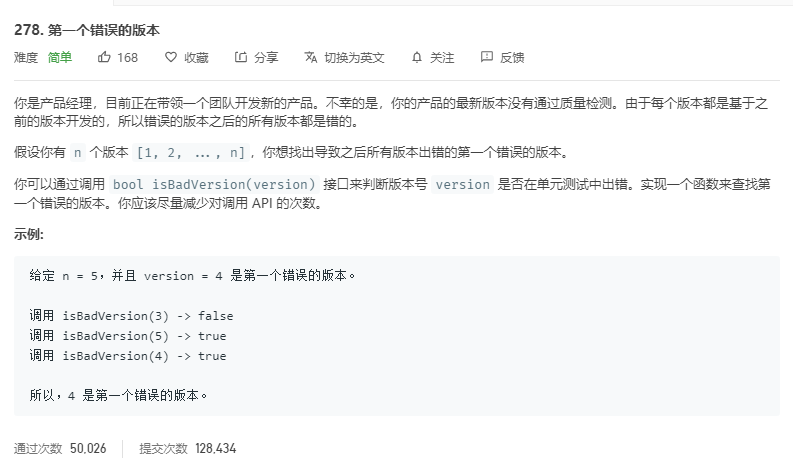 278. 第一个错误的版本
难度 简单 168 收藏 分享 切换为英文 关注 反馈
你是产品经理，目前正在带领一个团队开发新的产品。不幸的是，你的产品的最新版本没有通过质量检测。由于每个版本都是基于之
前的版本开发的，所以错误的版本之后的所有版本都是错的。
假设你有 n 个版本 [1, 2, ..., n]，你想找出导致之后所有版本出错的第一个错误的版本。
你可以通过调用 bool isBadVersion(version) 接口来判断版本号 version 是否在单元测试中出错。实现一个函数来查找第
一个错误的版本。你应该尽量减少对调用 API 的次数。
示例:
给定 n = 5，并且 version = 4 是第一个错误的版本。
调用 isBadVersion(3) -> false
调用 isBadVersion(5) -> true
调用 isBadVersion(4) -> true
所以，4 是第一个错误的版本。
通过次数 50,026 提交次数 128,434